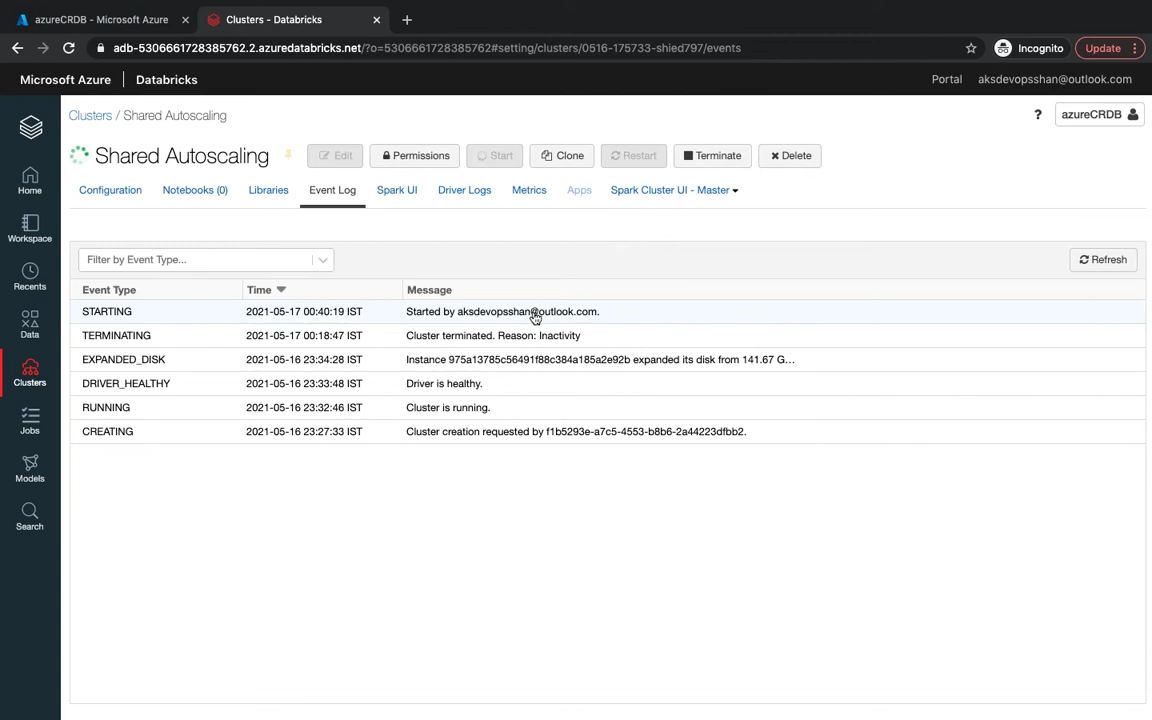 azureCRDB - Microsoft Azure
Clusters - Databricks
adb-5306661728385762.2.azuredatabricks.net/?o=5306661728385762#setting/clusters/0516-175733-shied797/events
Incognito
Update
Microsoft Azure
Databricks
Portal
aksdevopsshan@outlook.com
Clusters / Shared Autoscaling
?
azureCRDB
Shared Autoscaling
Edit
Permissions
Start
Clone
Restart
Terminate
Delete
Configuration
Notebooks (0)
Libraries
Event Log
Spark UI
Driver Logs
Metrics
Apps
Spark Cluster UI - Master
Home
Workspace
Recents
Data
Clusters
Jobs
Models
Search
Filter by Event Type...
Refresh
Event Type Time Message
STARTING 2021-05-17 00:40:19 IST Started by aksdevopsshan@outlook.com.
TERMINATING 2021-05-17 00:18:47 IST Cluster terminated. Reason: Inactivity
EXPANDED_DISK 2021-05-16 23:34:28 IST Instance 975a13785c56491f88c384a185a2e92b expanded its disk from 141.67 G...
DRIVER_HEALTHY 2021-05-16 23:33:48 IST Driver is healthy.
RUNNING 2021-05-16 23:32:46 IST Cluster is running.
CREATING 2021-05-16 23:27:33 IST Cluster creation requested by f1b5293e-a7c5-4553-b8b6-2a44223dfbb2.